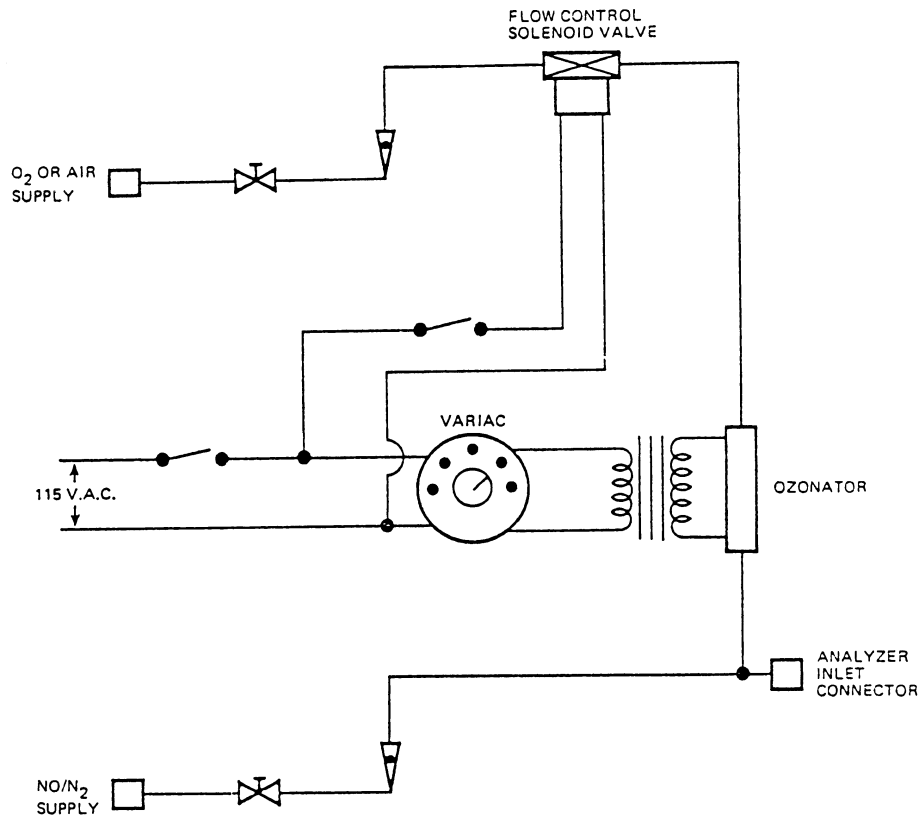 FLOW CONTROL
SOLENOID VALVE
O2 OR AIR
SUPPLY
VARIAC
115 V.A.C.
OZONATOR
ANALYZER
INLET
CONNECTOR
NO/N2
SUPPLY